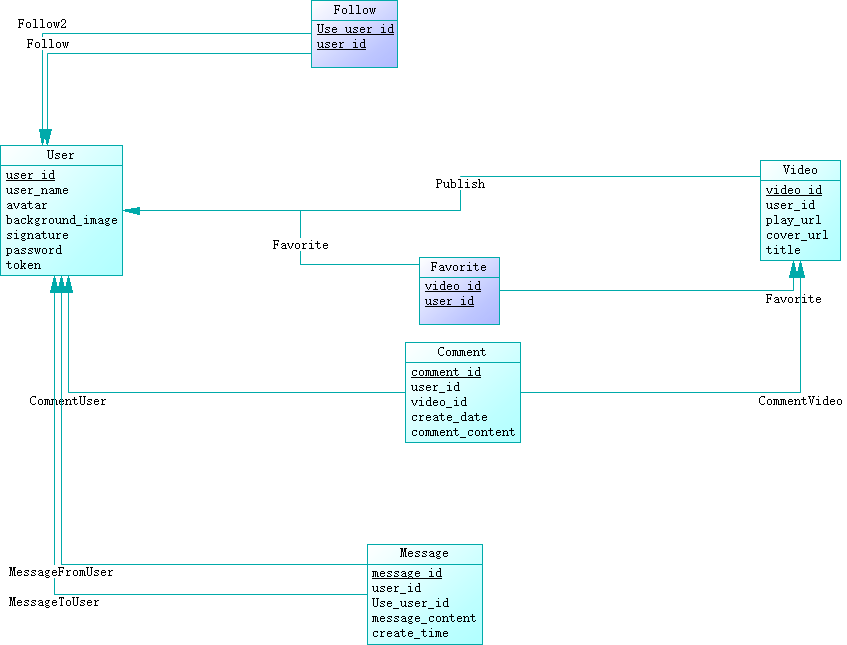 Follow
Use_user_id
user_id
Follow2
Follow
User
user_id
user_name
avatar
background_image
signature
password
token
Publish
Video
video_id
user_id
play_url
cover_url
title
Favorite
Favorite
video_id
user_id
Favorite
Comment
comment_id
user_id
video_id
create_date
comment_content
CommentUser
CommentVideo
Message
message_id
user_id
Use_user_id
message_content
create_time
MessageFromUser
MessageToUser